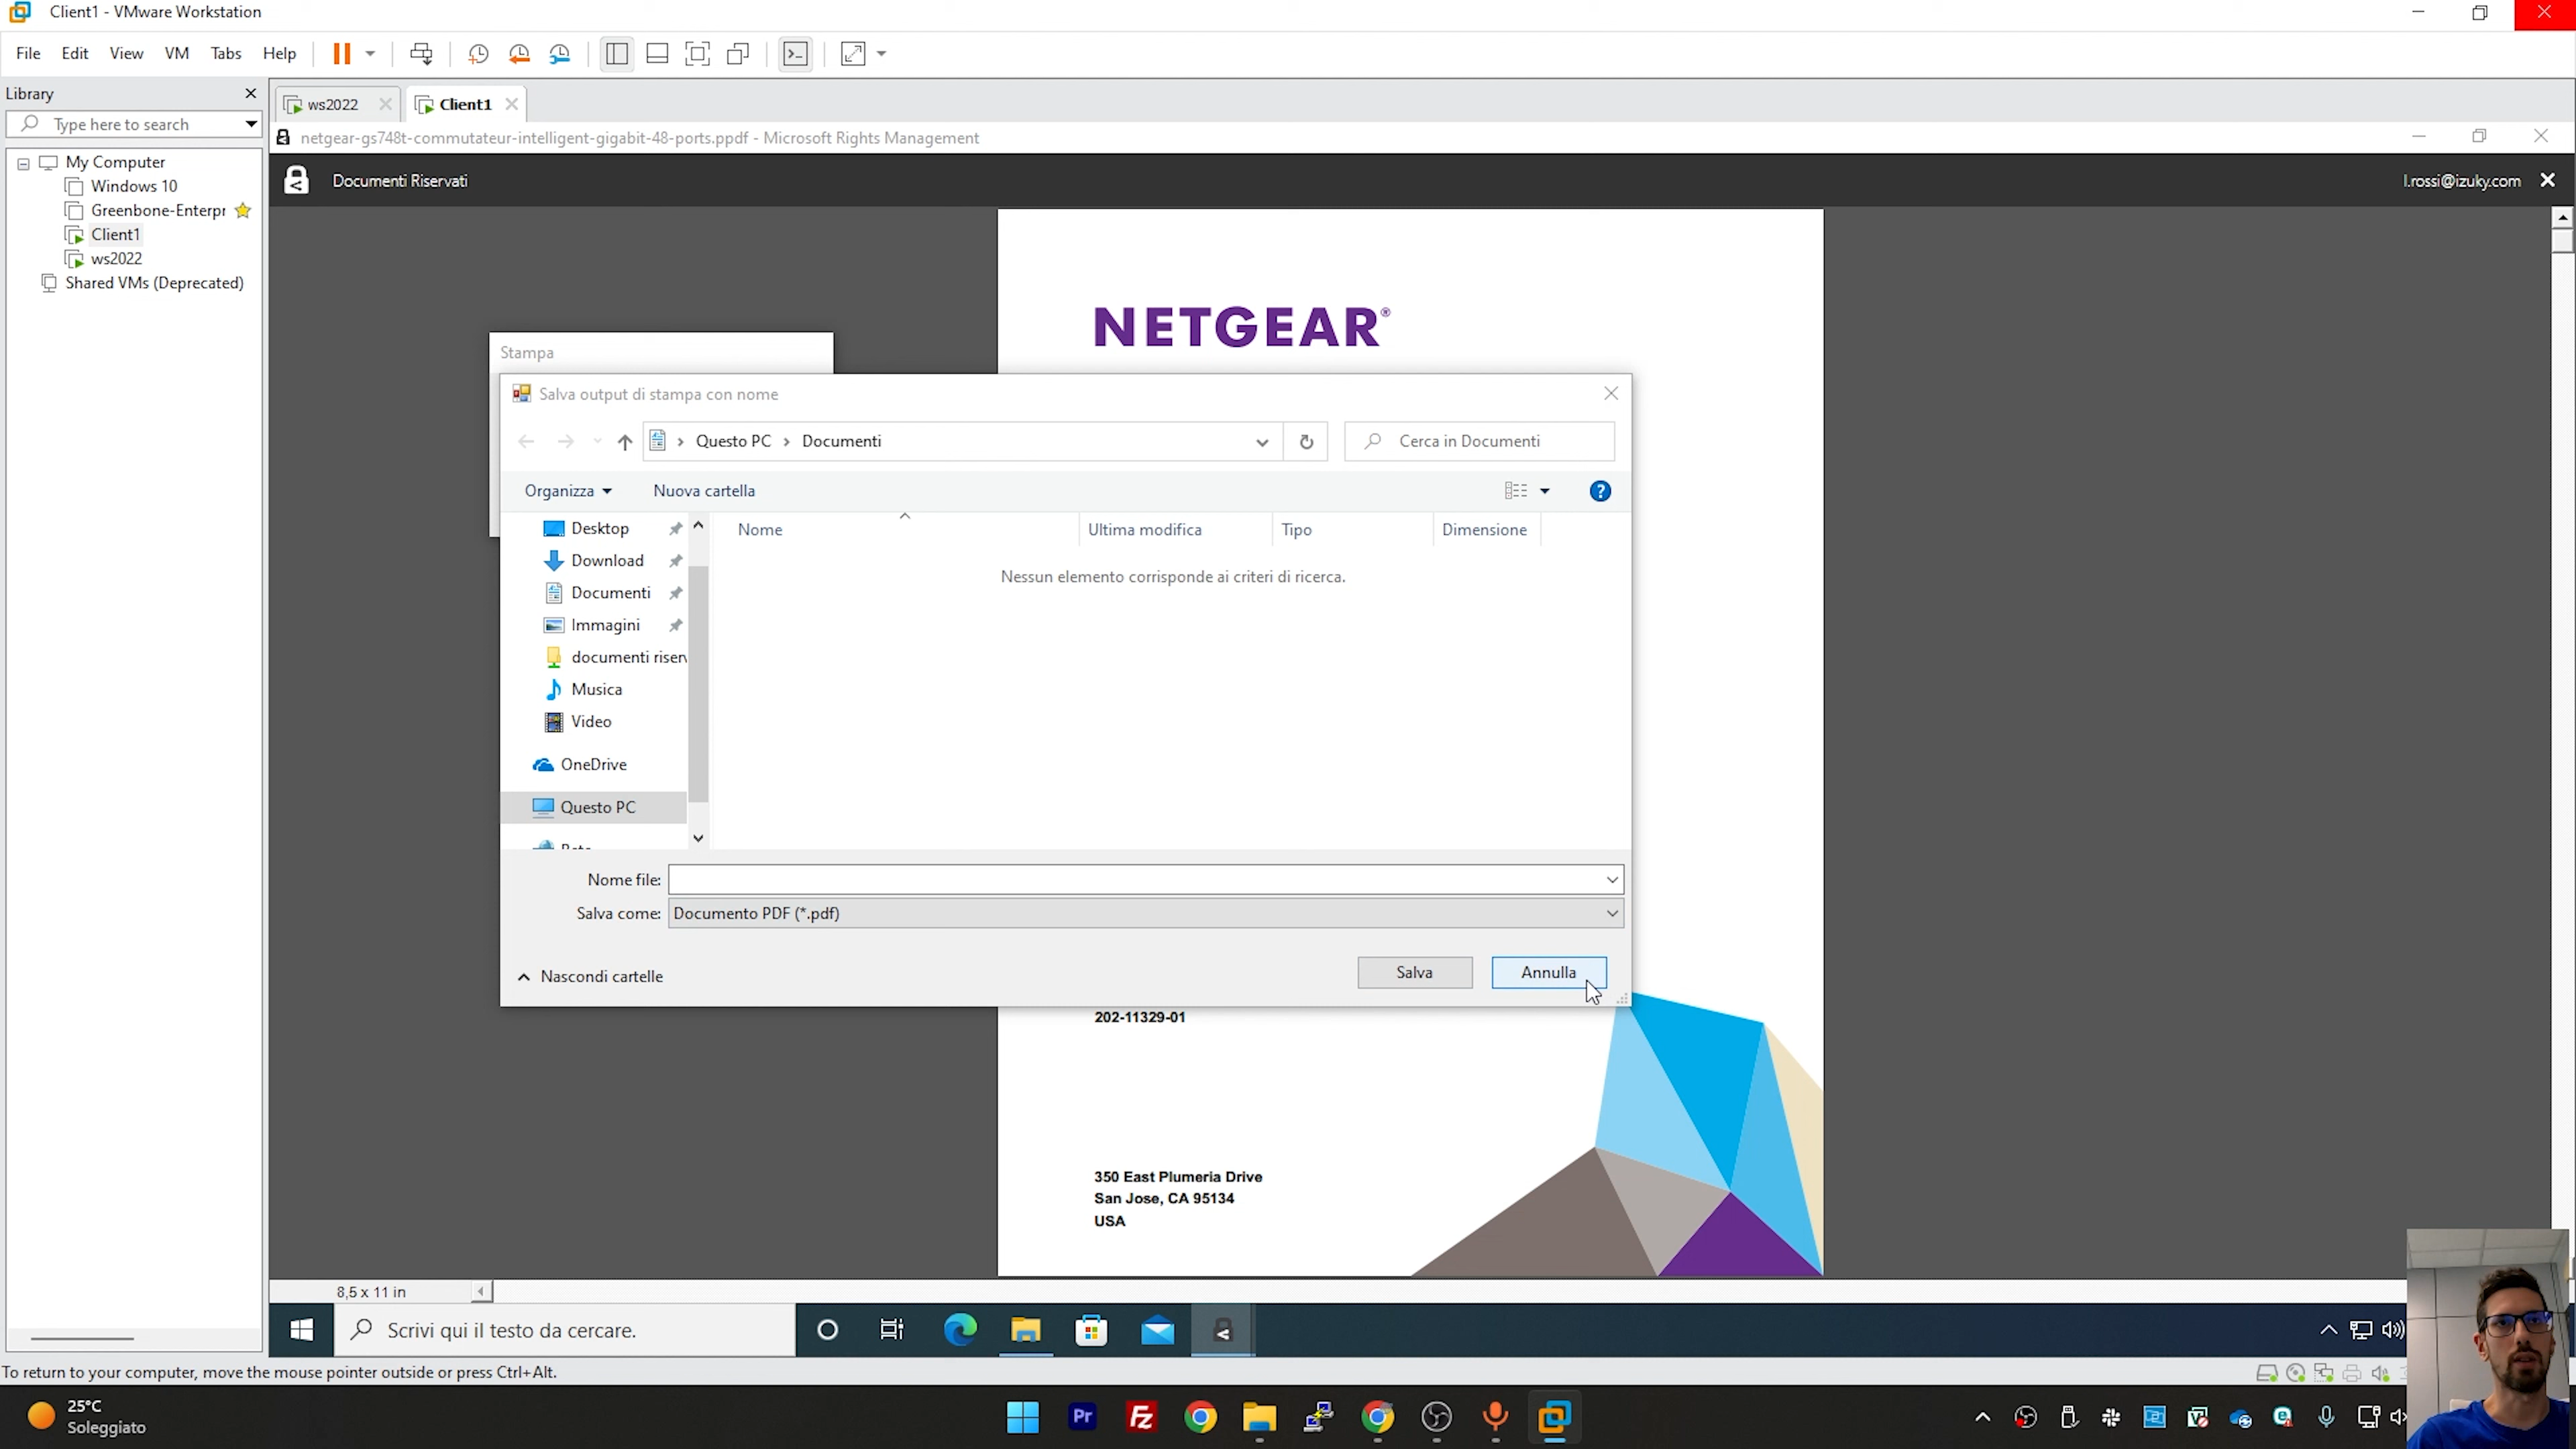 Client1 - VMware Workstation
File Edit View VM Tabs Help
Library
Type here to search
My Computer
Windows 10
Greenbone-Enterpr
Client1
ws2022
Shared VMs (Deprecated)
ws2022
Client1
netgear-gs748t-commutateur-intelligent-gigabit-48-ports.ppdf - Microsoft Rights Management
Documenti Riservati
l.rossi@izuky.com
NETGEAR®
Stampa
Salva output di stampa con nome
Questo PC > Documenti
Cerca in Documenti
Organizza Nuova cartella
Desktop
Download
Documenti
Immagini
documenti riserv
Musica
Video
OneDrive
Questo PC
Nome Ultima modifica Tipo Dimensione
Nessun elemento corrisponde ai criteri di ricerca.
Nome file:
Salva come: Documento PDF (*.pdf)
Nascondi cartelle
Salva Annulla
202-11329-01
350 East Plumeria Drive
San Jose, CA 95134
USA
8,5 x 11 in
Scrivi qui il testo da cercare.
To return to your computer, move the mouse pointer outside or press Ctrl+Alt.
25°C
Soleggiato
Pr
Fz